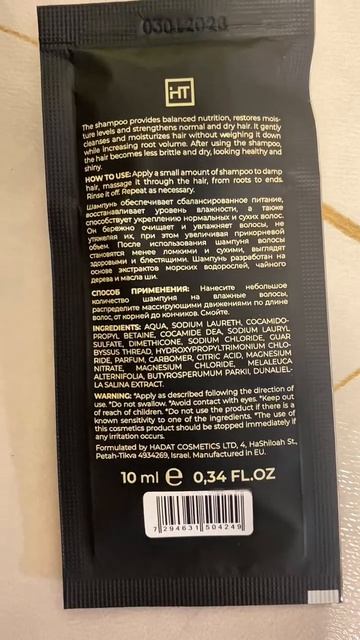 HT
The shampoo provides balanced nutrition, restores mois-
ture levels and strengthens normal and dry hair. It gently
cleanses and moisturizes hair without weighing it down
while increasing root volume. After using the shampoo,
the hair becomes less brittle and dry, looking healthy and
shiny.
HOW TO USE: Apply a small amount of shampoo to damp
hair, massage it through the hair, from roots to ends.
Rinse it off. Repeat as necessary.
Шампунь обеспечивает сбалансированное питание,
восстанавливает уровень влажности, а также
способствует укреплению нормальных и сухих волос.
Он бережно очищает и увлажняет волосы, не
утяжеляя их, при этом увеличивая прикорневой
объем. После использования шампуня волосы
становятся менее ломкими и сухими, выглядят
здоровыми и блестящими. Шампунь разработан на
основе экстрактов морских водорослей, чайного
дерева и масла ши.
СПОСОБ ПРИМЕНЕНИЯ: Нанесите небольшое
количество шампуня на влажные волосы,
распределите массирующими движениями по длине
волос, от корней до кончиков. Смойте.
INGREDIENTS: AQUA, SODIUM LAURETH, COCAMIDO-
PROPYL BETAINE, COCAMIDE DEA, SODIUM LAURYL
SULFATE, DIMETHICONE, SODIUM CHLORIDE, GUAR
BYSSUS THREAD, HYDROXYPROPYLTRIMONIUM CHLO-
RIDE, PARFUM, CARBOMER, CITRIC ACID, MAGNESIUM
NITRATE, MAGNESIUM CHLORIDE, MELALEUCA
ALTERNIFOLIA, BUTYROSPERUMUM PARKII, DUNALIEL-
LA SALINA EXTRACT.
WARNING: *Apply as described following the direction of
use. *Do not swallow. *Avoid contact with eyes. *Keep out
of reach of children. *Do not use the product if there is a
known sensitivity to one of the ingredients. *The use of
this cosmetics product should be stopped immediately if
any irritation occurs.
Formulated by HADAT COSMETICS LTD, 4, HaShiloah St.,
Petah-Tikva 4934269, Israel, Manufactured in EU.
10 ml e 0,34 FL.OZ
7 294631 504249